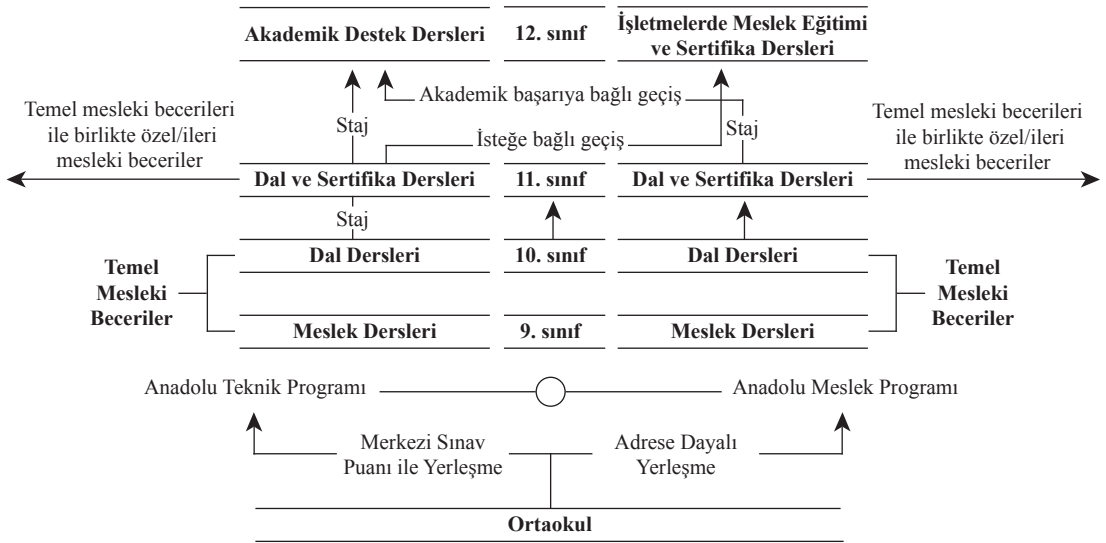 Akademik Destek Dersleri
12. sınıf
İşletmelerde Meslek Eğitimi
ve Sertifika Dersleri
Akademik başarıya bağlı geçiş
Staj
Staj
İsteğe bağlı geçiş
Temel mesleki becerileri
ile birlikte özel/ileri
mesleki beceriler
Temel mesleki becerileri
ile birlikte özel/ileri
mesleki beceriler
Dal ve Sertifika Dersleri
11. sınıf
Dal ve Sertifika Dersleri
Staj
Dal Dersleri
10. sınıf
Dal Dersleri
Temel
Mesleki
Beceriler
Temel
Mesleki
Beceriler
Meslek Dersleri
9. sınıf
Meslek Dersleri
Anadolu Teknik Programı
Anadolu Meslek Programı
Merkezi Sınav
Puanı ile Yerleşme
Adrese Dayalı
Yerleşme
Ortaokul